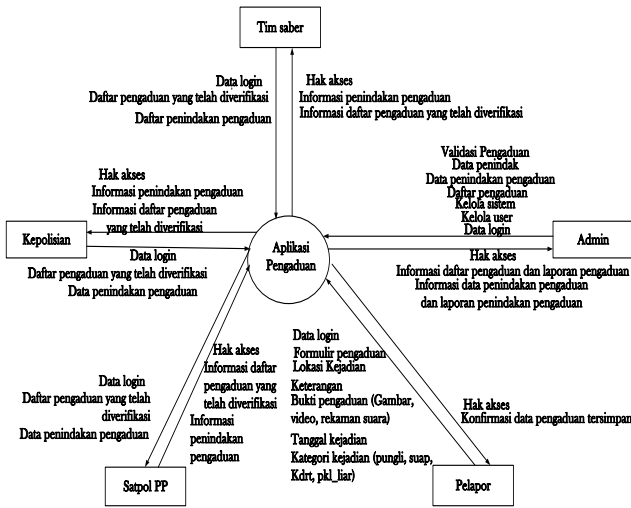 Tim saber
Data login
Daftar pengaduan yang telah diverifikasi
Daftar penindakan pengaduan
Hak akses
Informasi penindakan pengaduan
Informasi daftar pengaduan yang telah diverifikasi
Validasi Pengaduan
Data penindak
Data penindakan pengaduan
Daftar pengaduan
Kelola sistem
Kelola user
Data login
Hak akses
Informasi penindakan pengaduan
Informasi daftar pengaduan
yang telah diverifikasi
Kepolisian
Aplikasi
Pengaduan
Admin
Data login
Daftar pengaduan yang telah diverifikasi
Data penindakan pengaduan
Hak akses
Informasi daftar pengaduan dan laporan pengaduan
Informasi data penindakan pengaduan
dan laporan penindakan pengaduan
Data login
Daftar pengaduan yang telah
diverifikasi
Data penindakan pengaduan
Hak akses
Informasi daftar
pengaduan yang
telah diverifikasi
Informasi
penindakan
pengaduan
Data login
Formulir pengaduan
Lokasi Kejadian
Keterangan
Bukti pengaduan (Gambar,
video, rekaman suara)
Tanggal kejadian
Kategori kejadian (pungli, suap,
Kdrt, pkl_liar)
Hak akses
Konfirmasi data pengaduan tersimpan
Satpol PP
Pelapor